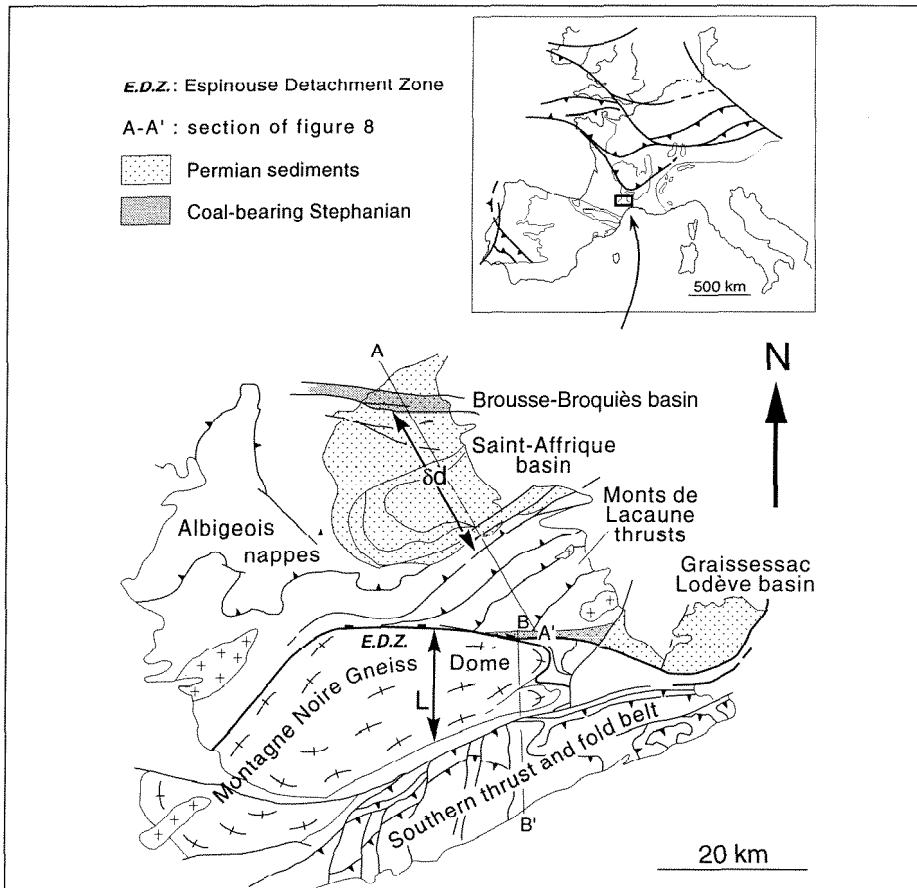 E.D.Z.: Espinouse Detachment Zone
A-A' : section of figure 8
Permian sediments
Coal-bearing Stephanian
500 km
N
A
Brousse-Broquiès basin
Saint-Affrique
basin
δd
Monts de
Lacaune
thrusts
Albigeois
nappes
Graissessac
Lodève basin
B
A'
E.D.Z.
Dome
Montagne Noire Gneiss
L
Southern thrust and fold belt
B'
20 km